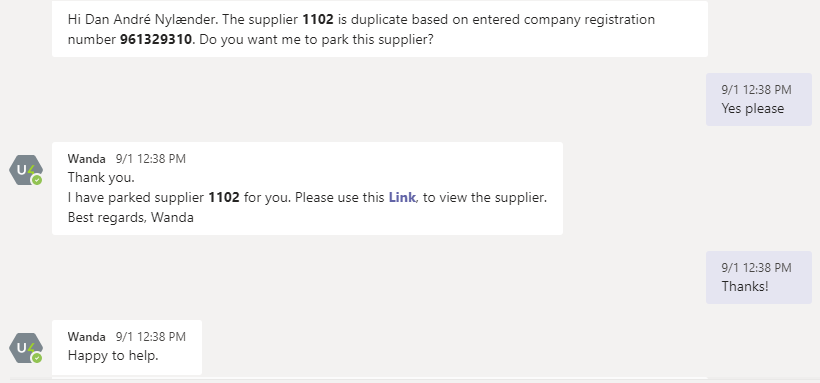 Hi Dan André Nylænder. The supplier 1102 is duplicate based on entered company registration
number 961329310. Do you want me to park this supplier?
9/1 12:38 PM
Yes please
U4
Wanda 9/1 12:38 PM
Thank you.
I have parked supplier 1102 for you. Please use this Link, to view the supplier.
Best regards, Wanda
9/1 12:38 PM
Thanks!
U4
Wanda 9/1 12:38 PM
Happy to help.